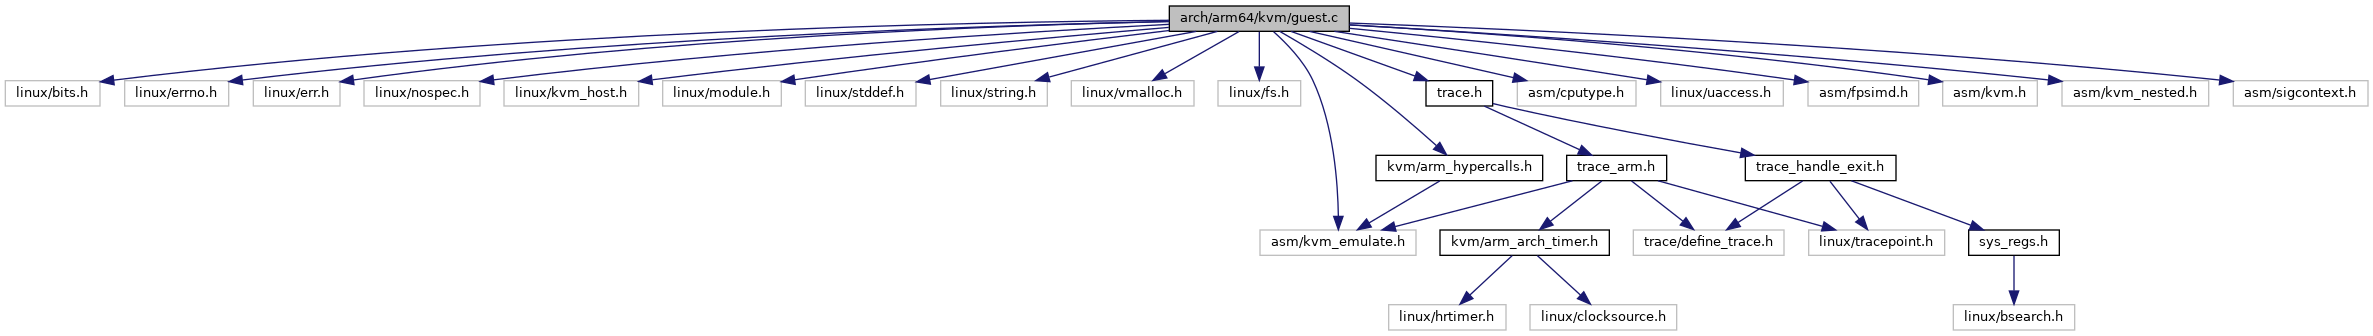 arch/arm64/kvm/guest.c
linux/bits.h
linux/errno.h
linux/err.h
linux/nospec.h
linux/kvm_host.h
linux/module.h
linux/stddef.h
linux/string.h
linux/vmalloc.h
linux/fs.h
trace.h
asm/cputype.h
linux/uaccess.h
asm/fpsimd.h
asm/kvm.h
asm/kvm_nested.h
asm/sigcontext.h
kvm/arm_hypercalls.h
trace_arm.h
trace_handle_exit.h
asm/kvm_emulate.h
kvm/arm_arch_timer.h
trace/define_trace.h
linux/tracepoint.h
sys_regs.h
linux/hrtimer.h
linux/clocksource.h
linux/bsearch.h